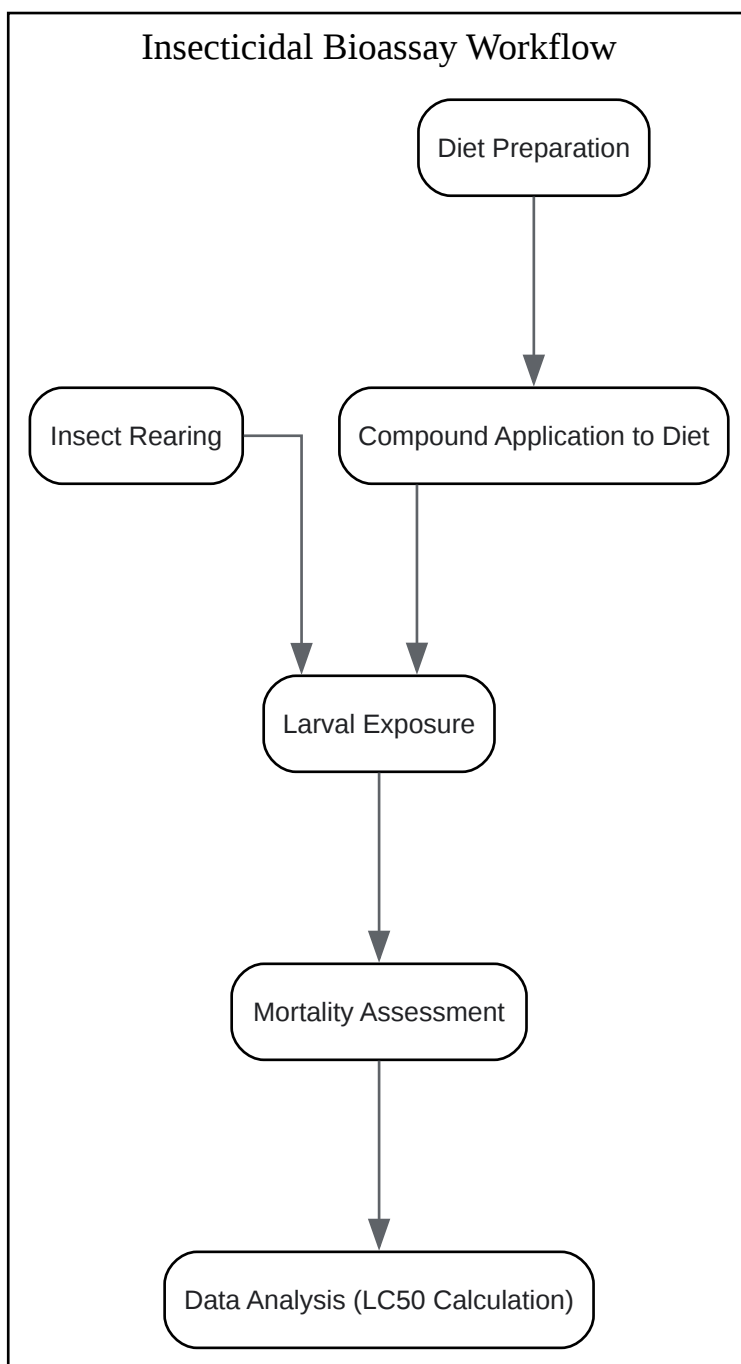 Insecticidal Bioassay Workflow
Diet Preparation
Insect Rearing
Compound Application to Diet
Larval Exposure
Mortality Assessment
Data Analysis (LC50 Calculation)